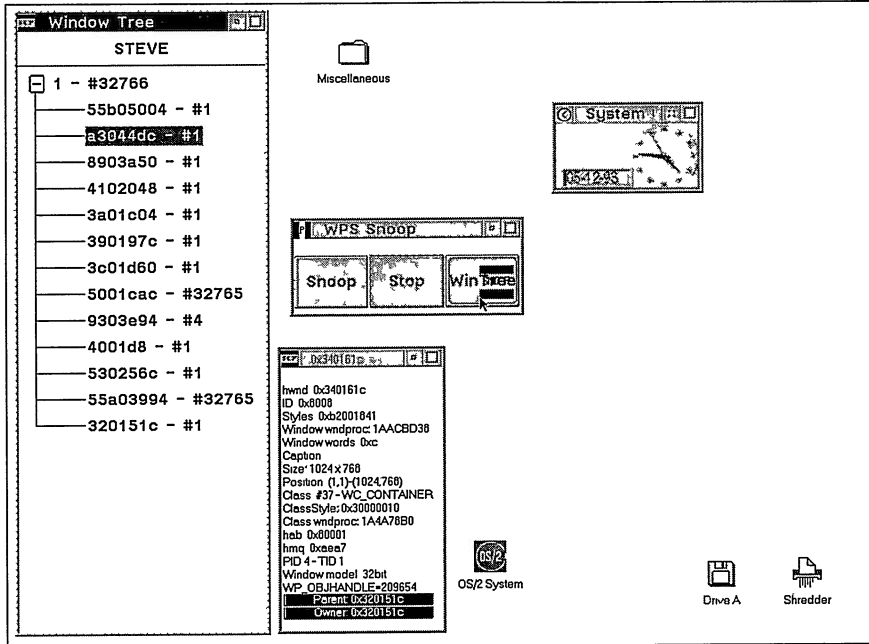 Window Tree
STEVE
1 - #32766
55b05004 - #1
a3044dc - #1
8903a50 - #1
4102048 - #1
3a01c04 - #1
390197c - #1
3c01d60 - #1
5001cac - #32765
9303e94 - #4
4001d8 - #1
530256c - #1
55a03994 - #32765
320151c - #1
Miscellaneous
System
05-12-93
WPS Snoop
Snoop
Stop
WinTree
0x340161c
hwnd 0x340161c
ID 0x8008
Styles 0xb2001841
Window wndproc: 1AACBD38
Window words 0xc
Caption
Size: 1024 x 768
Position (1,1)-(1024,768)
Class #37 - WC_CONTAINER
ClassStyle: 0x30000010
Class wndproc: 1A4A78B0
hab 0x80001
hmq 0xaea7
PID 4 - TID 1
Window model 32bit
WP_OBJHANDLE=209654
Parent: 0x320151c
Owner: 0x320151c
OS/2
OS/2 System
Drive A
Shredder